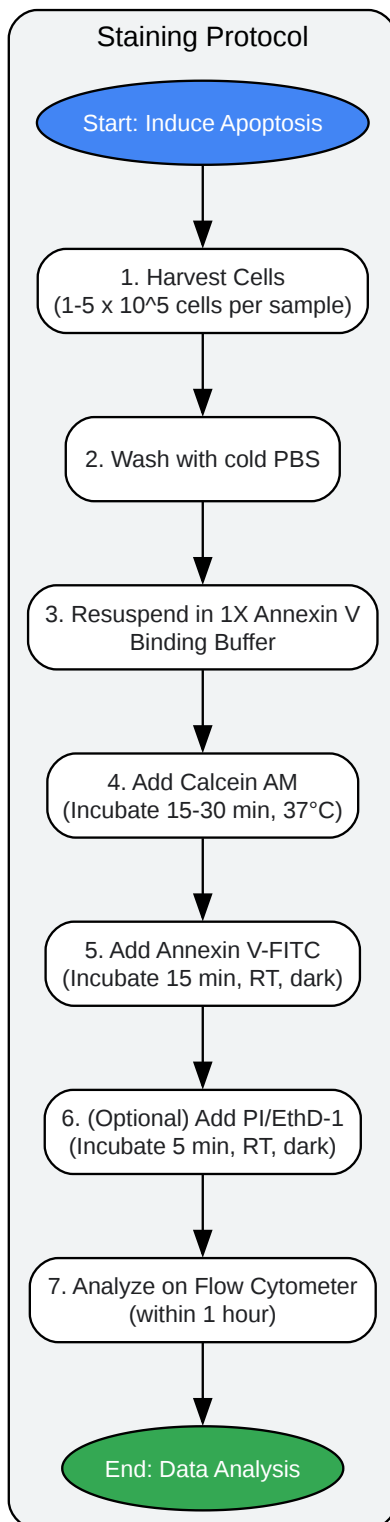 Staining Protocol
Start: Induce Apoptosis
1. Harvest Cells
(1-5 x 10^5 cells per sample)
2. Wash with cold PBS
3. Resuspend in 1X Annexin V
Binding Buffer
4. Add Calcein AM
(Incubate 15-30 min, 37°C)
5. Add Annexin V-FITC
(Incubate 15 min, RT, dark)
6. (Optional) Add PI/EthD-1
(Incubate 5 min, RT, dark)
7. Analyze on Flow Cytometer
(within 1 hour)
End: Data Analysis